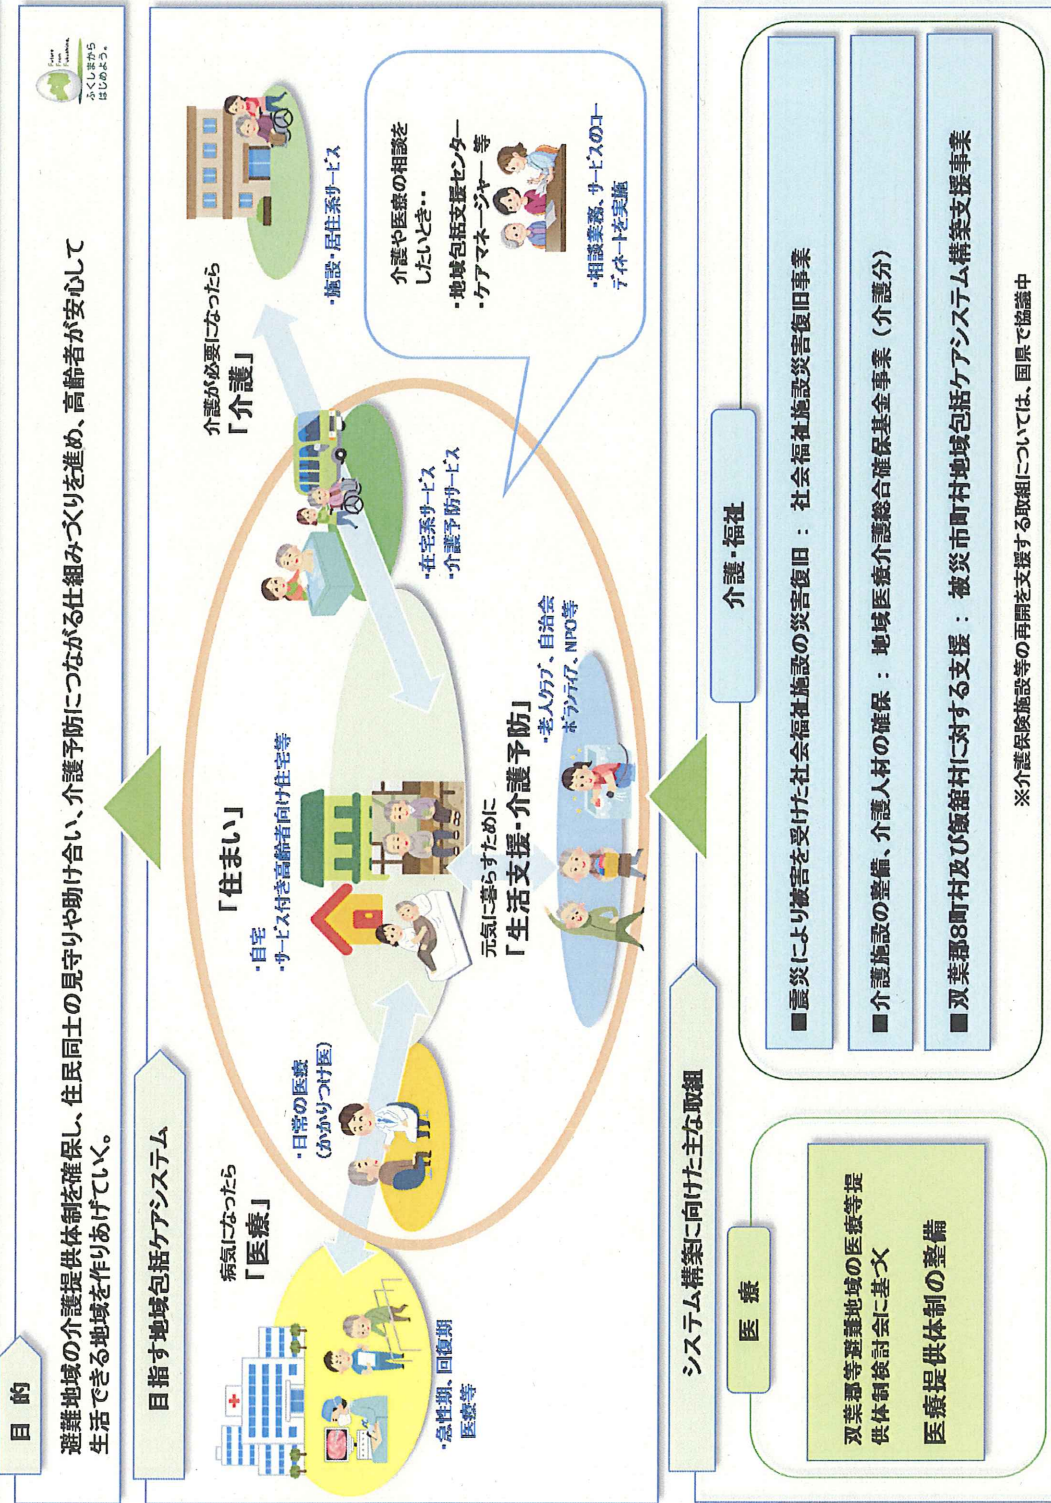 目 的
Future From Fukushima.
ふくしまから
はじめよう。
避難地域の介護提供体制を確保し、住民同士の見守りや助け合い、介護予防につながる仕組みづくりを進め、高齢者が安心して
生活できる地域を作りあげていく。
目指す地域包括ケアシステム
病気になったら
「医療」
・急性期、回復期
医療等
・日常の医療
(かかりつけ医)
「住まい」
・自宅
・サービス付き高齢者向け住宅等
介護が必要になったら
「介護」
・在宅系サービス
・介護予防サービス
・施設・居住系サービス
元気に暮らすために
「生活支援・介護予防」
・老人クラブ、自治会
ボランティア、NPO等
介護や医療の相談を
したいとき・・
・地域包括支援センター
・ケアマネージャー 等
・相談業務、サービスのコー
ディネートを実施
システム構築に向けた主な取組
医 療
双葉郡等避難地域の医療等提
供体制検討会に基づく
医療提供体制の整備
介護・福祉
■震災により被害を受けた社会福祉施設の災害復旧 : 社会福祉施設災害復旧事業
■介護施設の整備、介護人材の確保 : 地域医療介護総合確保基金事業(介護分)
■双葉郡8町村及び飯舘村に対する支援 : 被災市町村地域包括ケアシステム構築支援事業
※介護保険施設等の再開を支援する取組については、国県で協議中